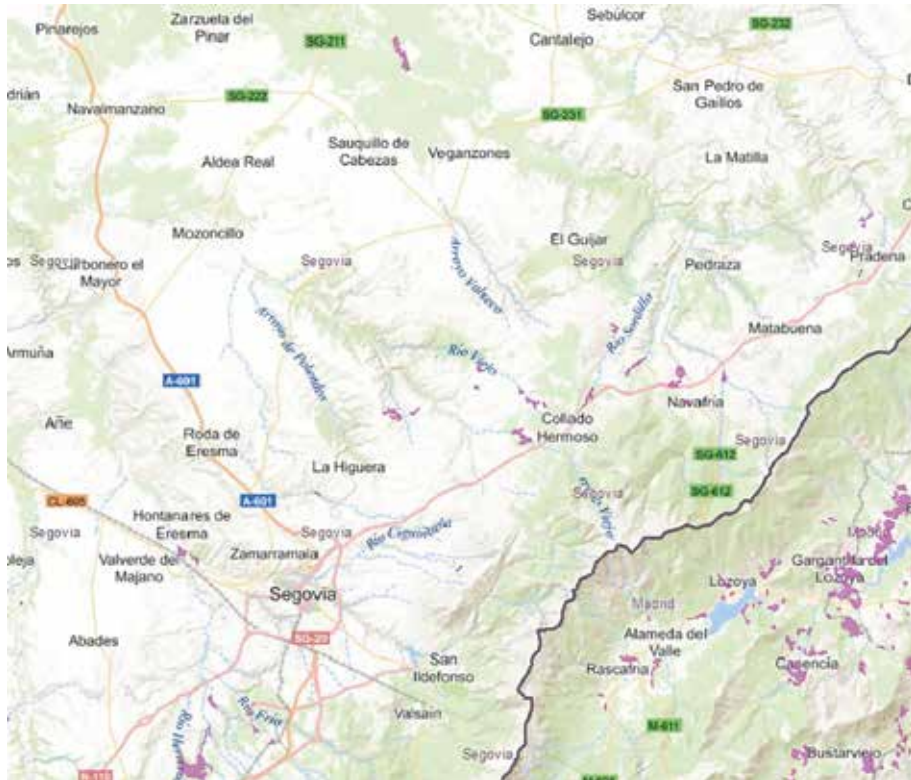 Sebúlcor
Zarzuela del
Pinar
SG-232
Pinarejos
SG-211
Cantalejo
San Pedro de
Gaillos
drián
SG-222
Navalmanzano
SG-231
Sauquillo de
Cabezas
Veganzones
La Matilla
Aldea Real
Mozoncillo
El Guijar
Segovia
Segovia
Segovia
Segovia
Pedraza
Prádena
Carbonero el
Mayor
Arroyo Valseco
Arroyo de Polendos
Río Sordillo
Matabuena
Armuña
Río Viejo
A-601
Navafría
Añe
Collado
Hermoso
Roda de
Eresma
Segovia
SG-612
La Higuera
SG-612
CL-605
A-601
Segovia
Hontanares de
Eresma
Segovia
Segovia
Río Ciguiñuela
Viejo
Zamarramala
Valverde del
Majano
Gargantilla del
Lozoya
Lozoya
Segovia
Madrid
SG-20
Alameda del
Valle
Abades
San
Ildefonso
Rascafría
Canencia
Valsaín
Río Frío
M-611
Segovia
Bustarviejo
N-110